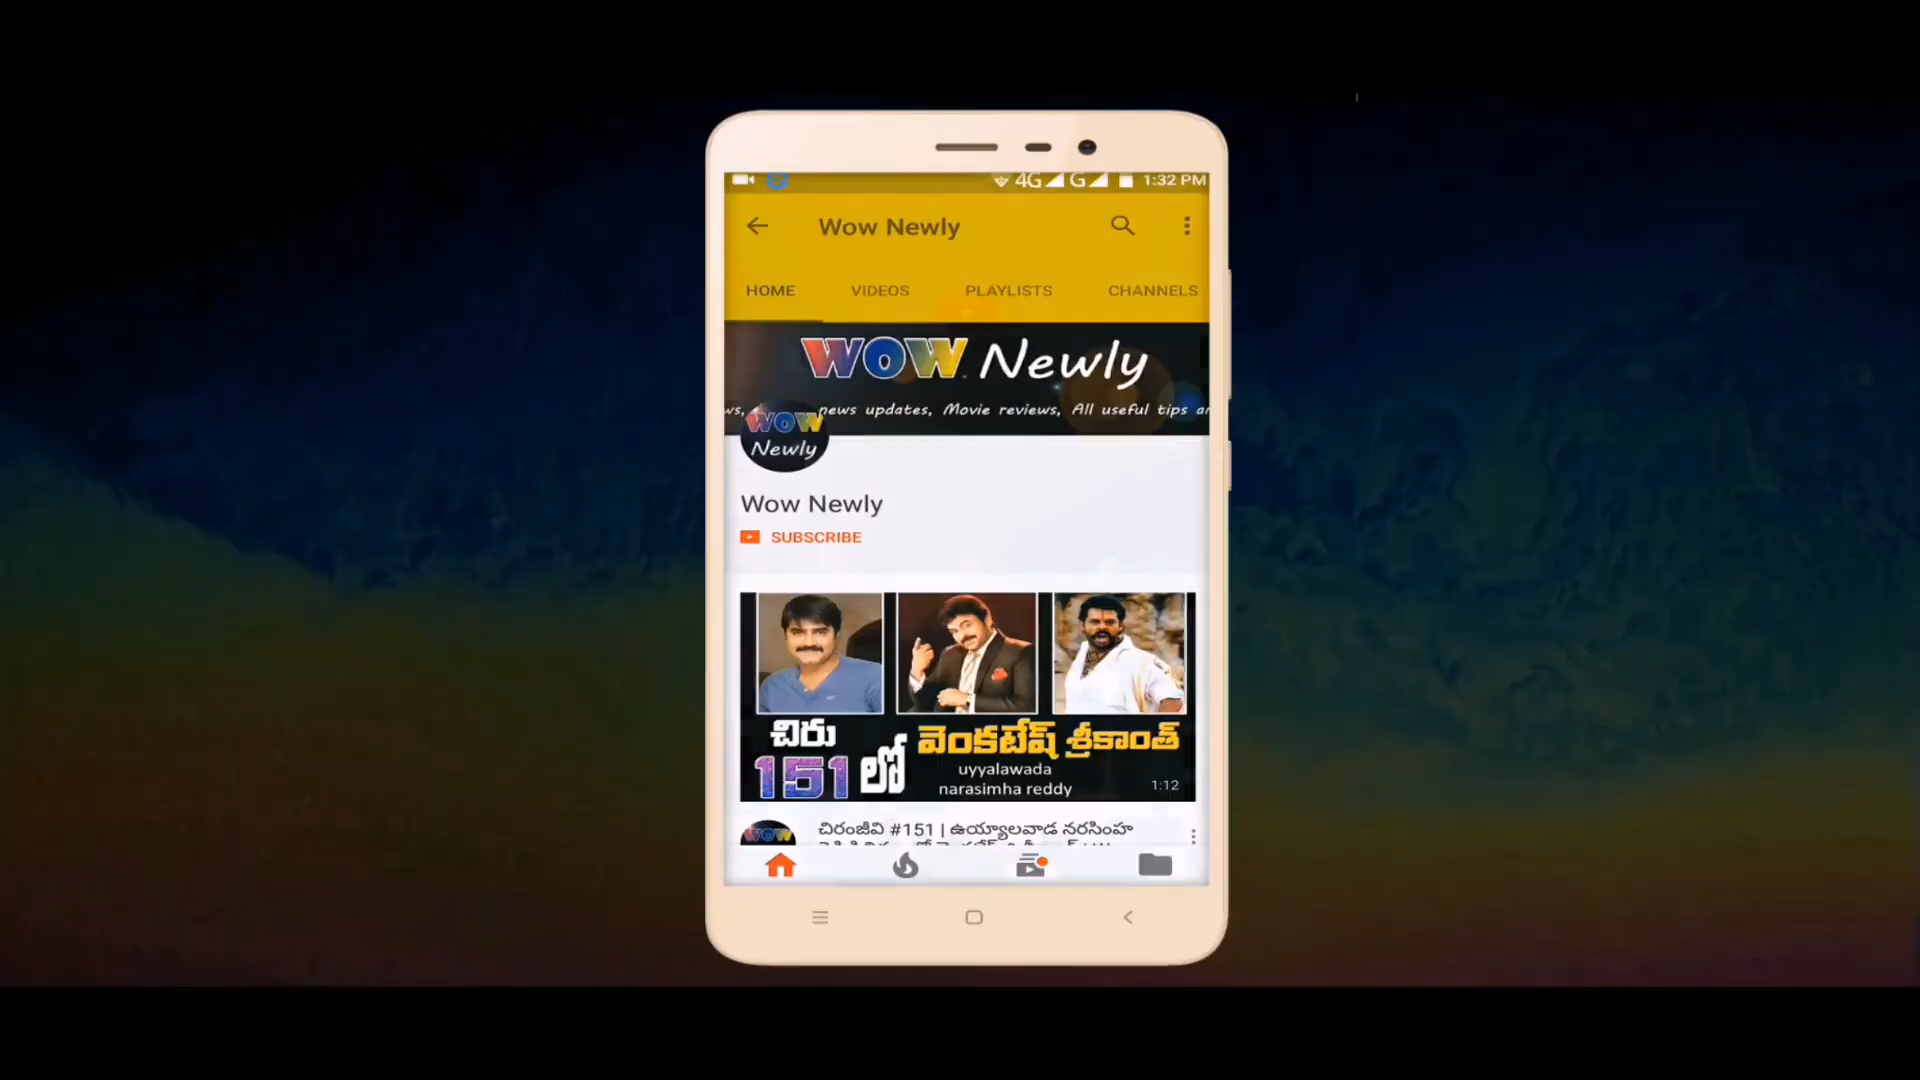 4G G 1:32 PM
Wow Newly
HOME VIDEOS PLAYLISTS CHANNELS
WOW Newly
news updates, Movie reviews, All useful tips
WOW
Newly
Wow Newly
SUBSCRIBE
చిరు
151 లో
వెంకటేష్ శ్రీకాంత్
uyyalawada
narasimha reddy
1:12
WOW
చిరంజీవి #151 | ఉయ్యాలవాడ నరసింహ